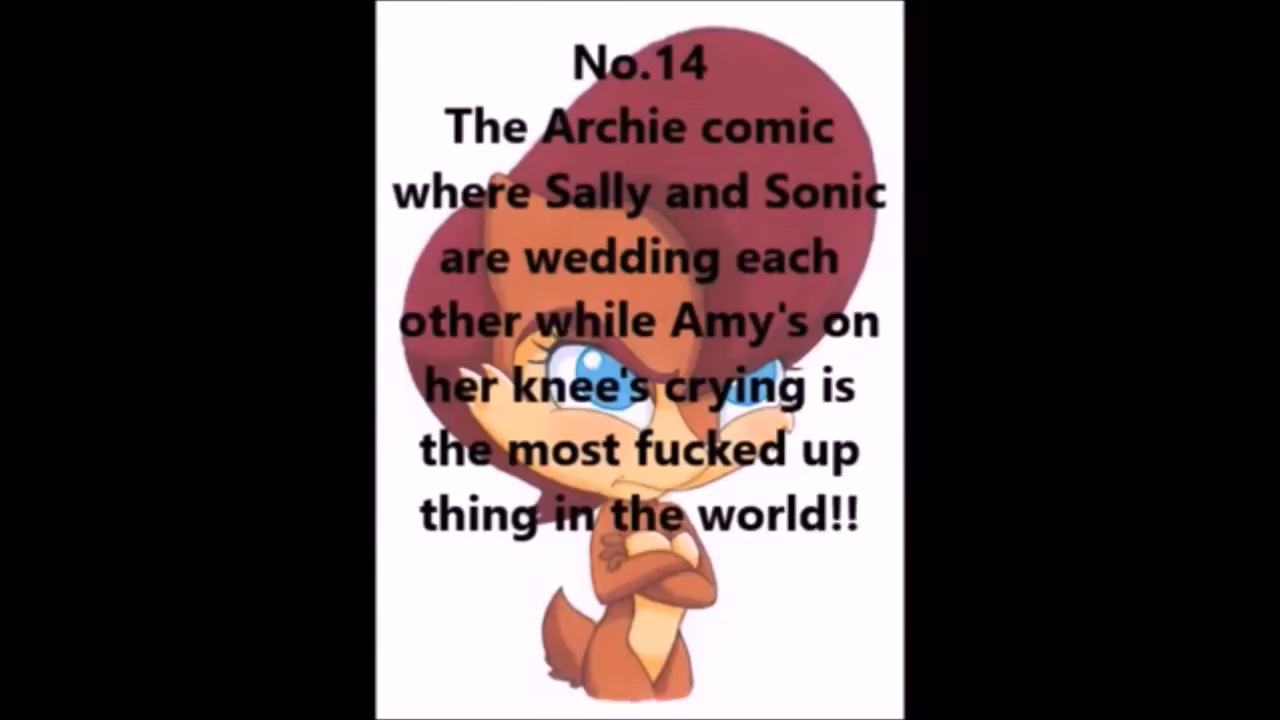 No.14
The Archie comic
where Sally and Sonic
are wedding each
other while Amy's on
her knee's crying is
the most fucked up
thing in the world!!